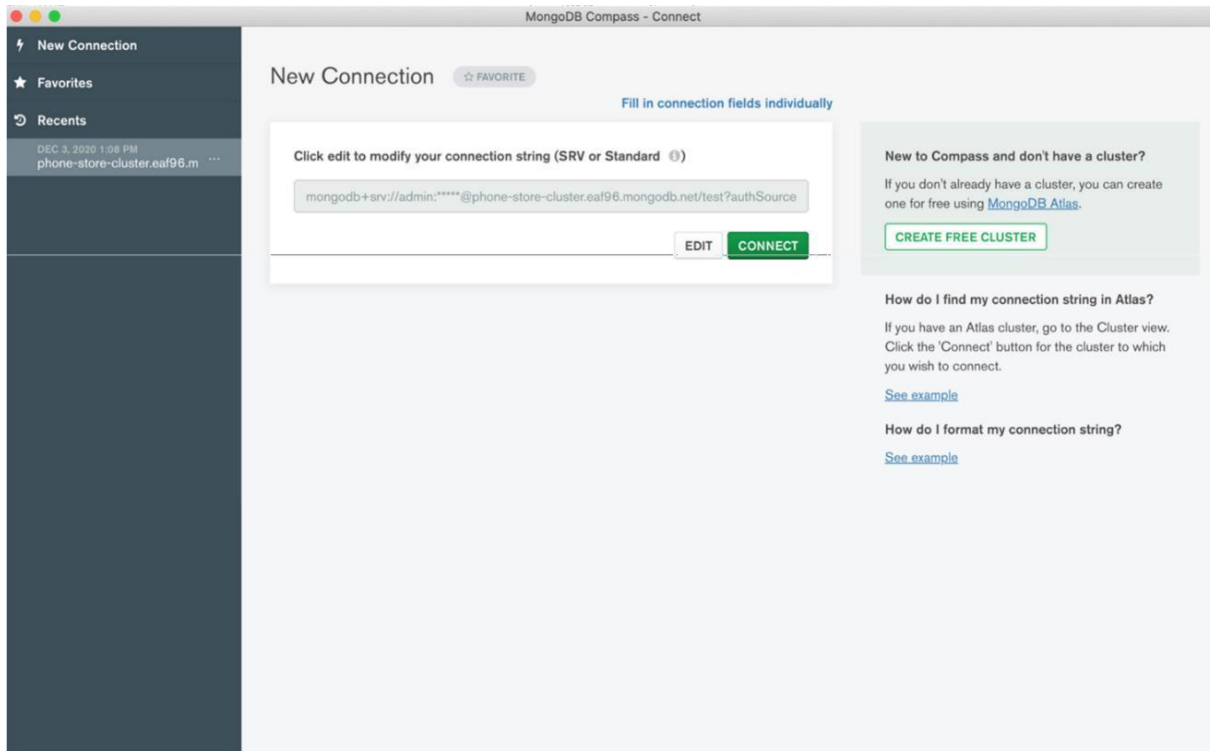 MongoDB Compass - Connect
New Connection
Favorites
Recents
DEC 3, 2020 1:08 PM
phone-store-cluster.eaf96.m ...
New Connection
☆ FAVORITE
Fill in connection fields individually
Click edit to modify your connection string (SRV or Standard ⓘ)
mongodb+srv://admin:*****@phone-store-cluster.eaf96.mongodb.net/test?authSource
EDIT
CONNECT
New to Compass and don't have a cluster?
If you don't already have a cluster, you can create
one for free using MongoDB Atlas.
CREATE FREE CLUSTER
How do I find my connection string in Atlas?
If you have an Atlas cluster, go to the Cluster view.
Click the 'Connect' button for the cluster to which
you wish to connect.
See example
How do I format my connection string?
See example